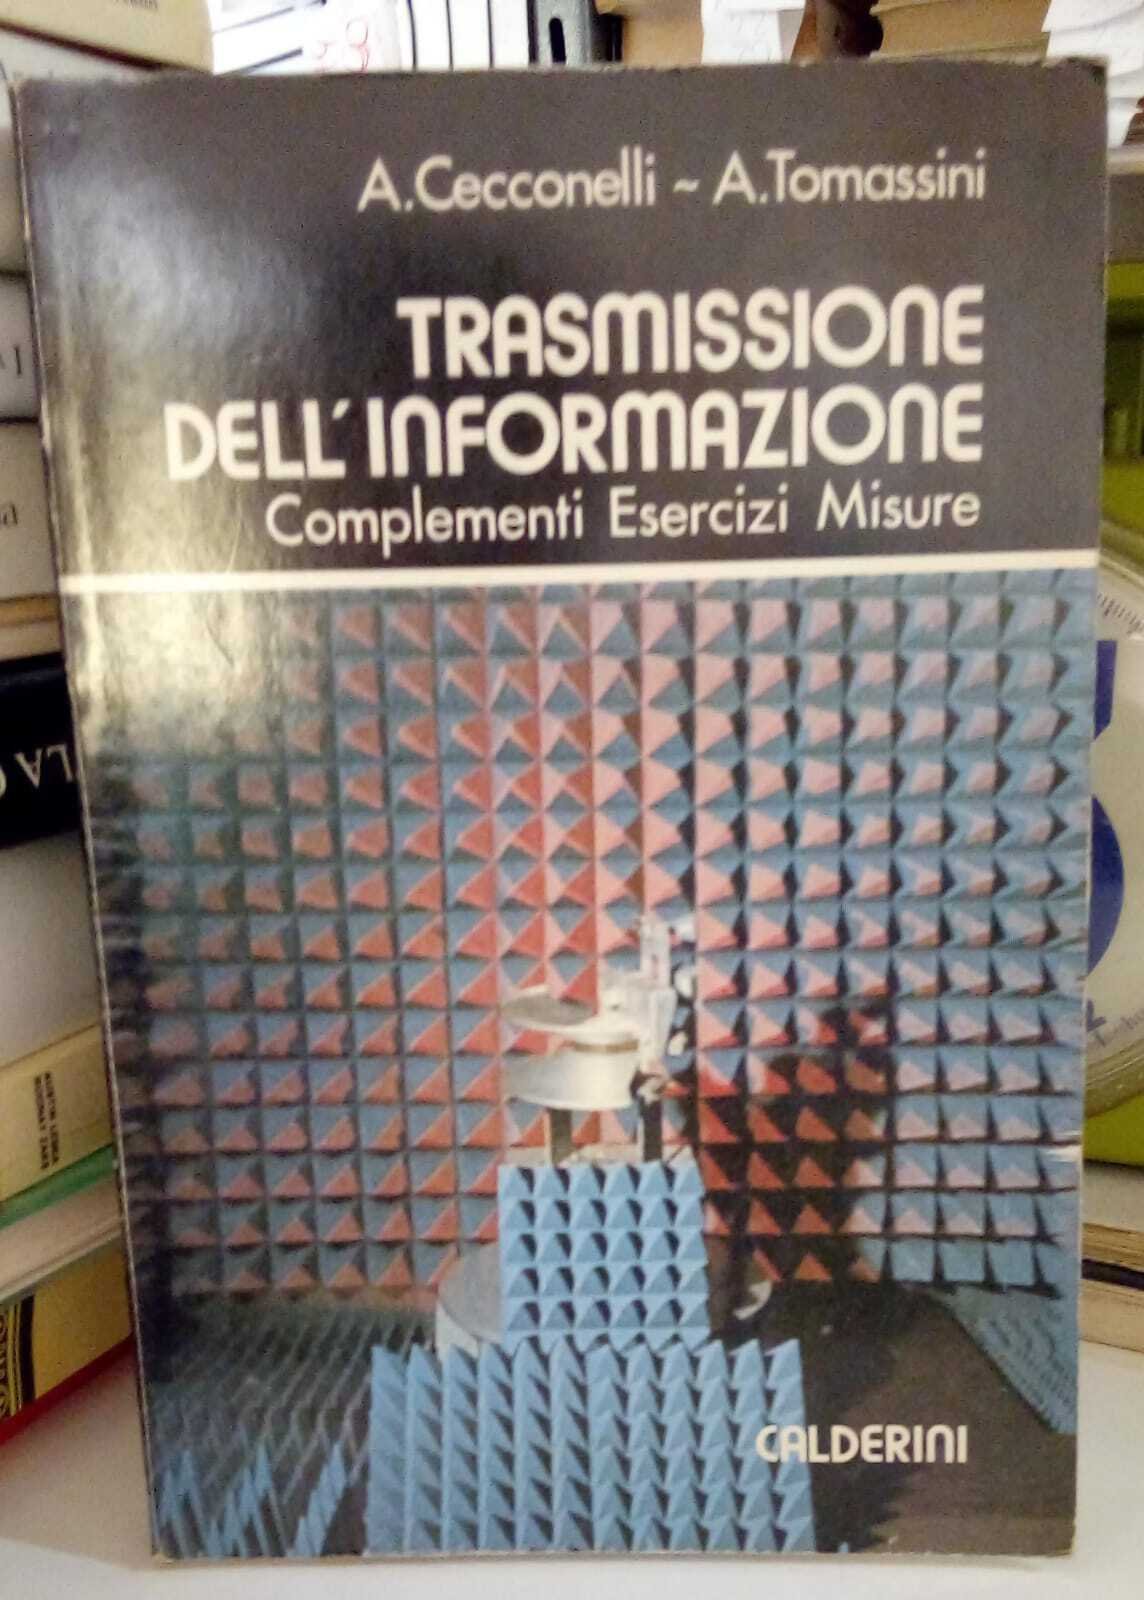 A.Cecconelli ~ A.Tomassini
TRASMISSIONE
DELL'INFORMAZIONE
Complementi Esercizi Misure
CALDERINI